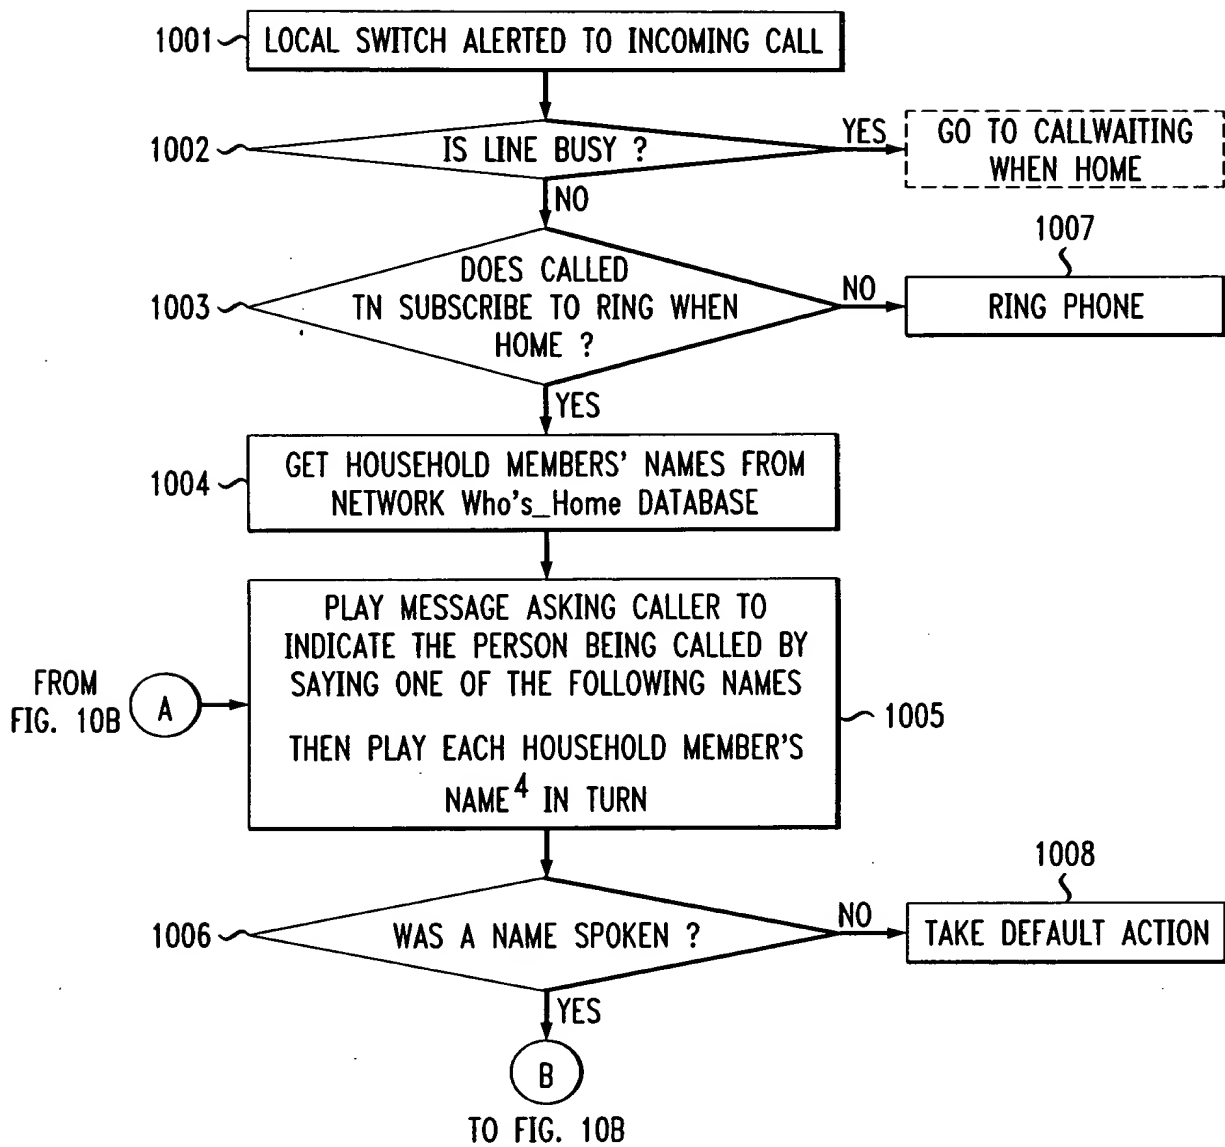 1001
LOCAL SWITCH ALERTED TO INCOMING CALL
1002
IS LINE BUSY ?
YES
GO TO CALLWAITING
WHEN HOME
NO
1003
DOES CALLED
TN SUBSCRIBE TO RING WHEN
HOME ?
NO
1007
RING PHONE
YES
1004
GET HOUSEHOLD MEMBERS' NAMES FROM
NETWORK Who's_Home DATABASE
FROM
FIG. 10B
A
PLAY MESSAGE ASKING CALLER TO
INDICATE THE PERSON BEING CALLED BY
SAYING ONE OF THE FOLLOWING NAMES
THEN PLAY EACH HOUSEHOLD MEMBER'S
NAME⁴ IN TURN
1005
1006
WAS A NAME SPOKEN ?
NO
1008
TAKE DEFAULT ACTION
YES
B
TO FIG. 10B